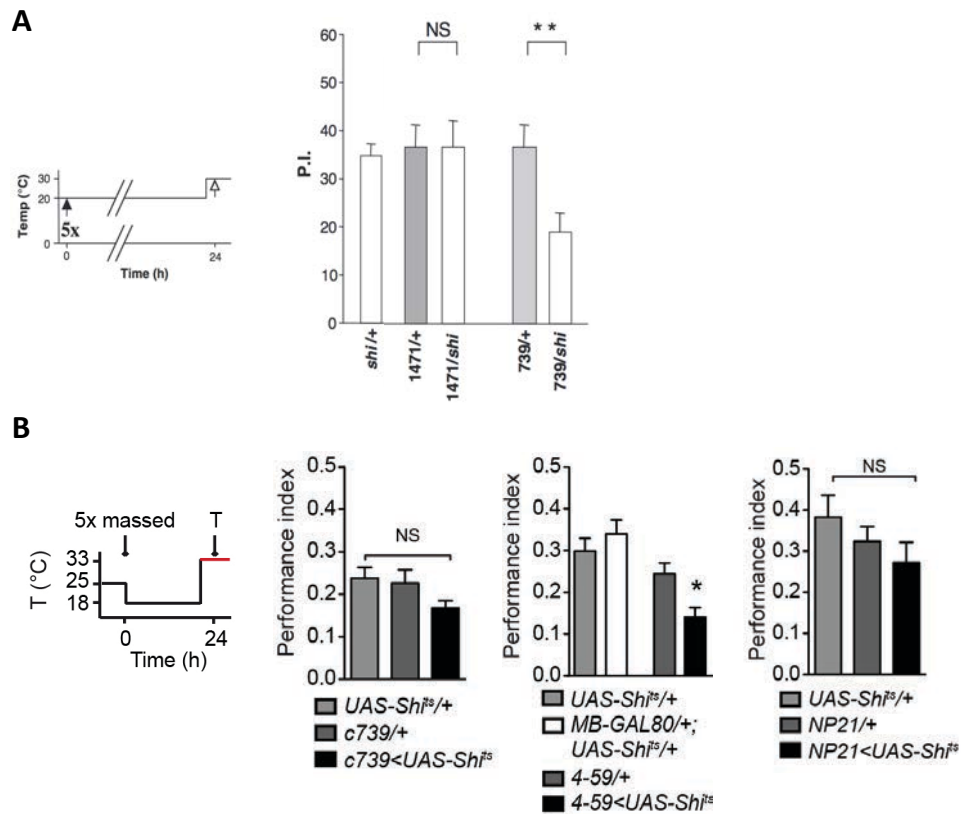 A
Temp (°C)
30
20
0
5x
0
24
Time (h)
P.I.
60
50
40
30
20
10
0
NS
**
shi/+
1471/+
1471/shi
739/+
739/shi
B
5x massed
T
T (°C)
33
25
18
0
24
Time (h)
Performance index
0.5
0.4
0.3
0.2
0.1
0.0
NS
UAS-Shits/+
c739/+
c739<UAS-Shits
Performance index
0.5
0.4
0.3
0.2
0.1
0.0
*
UAS-Shits/+
MB-GAL80/+;
UAS-Shits/+
4-59/+
4-59<UAS-Shits
Performance index
0.5
0.4
0.3
0.2
0.1
0.0
NS
UAS-Shits/+
NP21/+
NP21<UAS-Shits